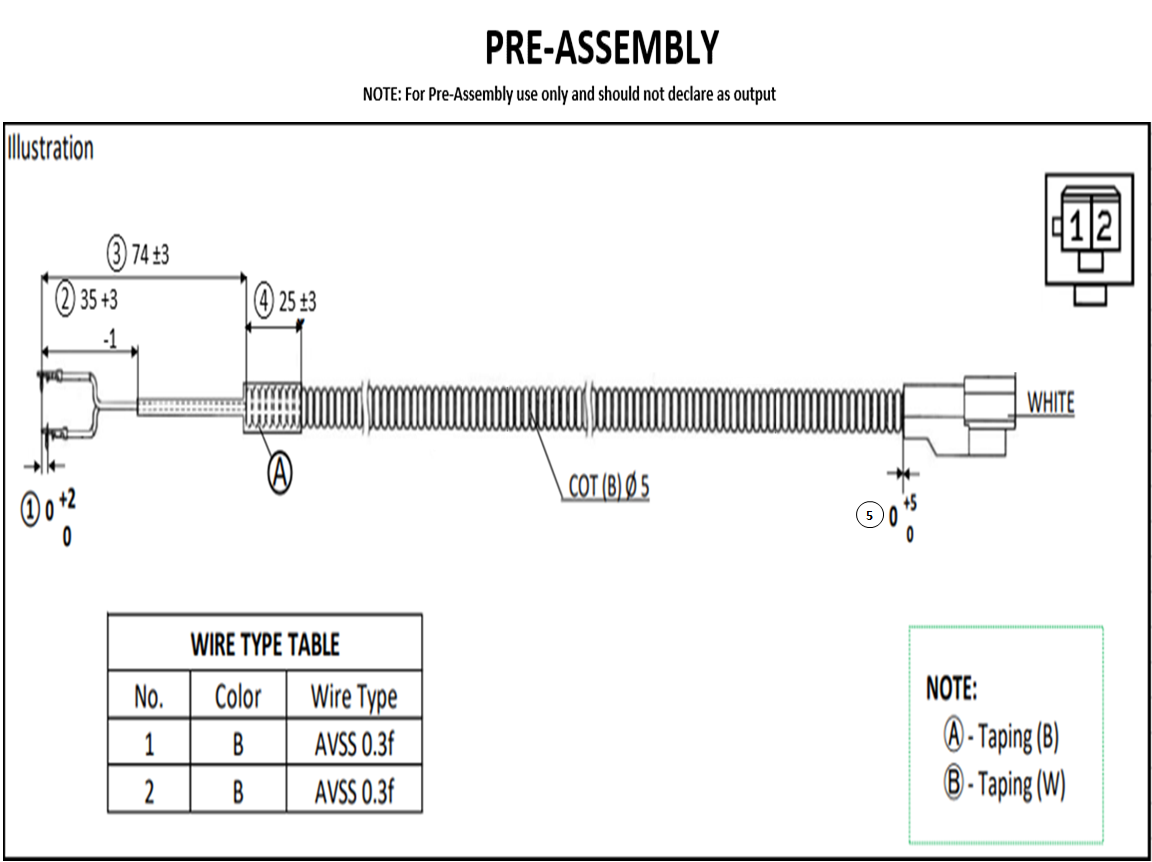 PRE-ASSEMBLY
NOTE: For Pre-Assembly use only and should not declare as output
Illustration
1 2
③ 74 ±3
② 35 +3
-1
④ 25 ±3
WHITE
Ⓐ
COT (B) Ø 5
① 0 +2
0
⑤ 0 +5
0
WIRE TYPE TABLE
No. Color Wire Type
1 B AVSS 0.3f
2 B AVSS 0.3f
NOTE:
Ⓐ - Taping (B)
Ⓑ - Taping (W)